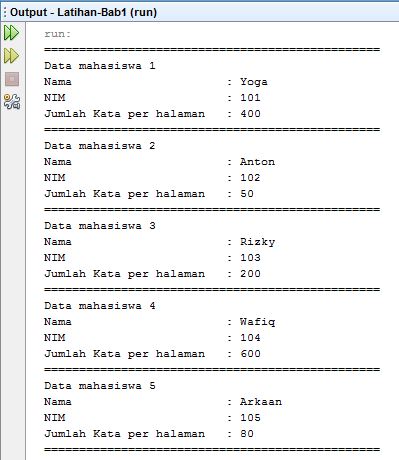 Output - Latihan-Bab1 (run)
run:
================================================
Data mahasiswa 1
Nama : Yoga
NIM : 101
Jumlah Kata per halaman : 400
================================================
Data mahasiswa 2
Nama : Anton
NIM : 102
Jumlah Kata per halaman : 50
================================================
Data mahasiswa 3
Nama : Rizky
NIM : 103
Jumlah Kata per halaman : 200
================================================
Data mahasiswa 4
Nama : Wafiq
NIM : 104
Jumlah Kata per halaman : 600
================================================
Data mahasiswa 5
Nama : Arkaan
NIM : 105
Jumlah Kata per halaman : 80
================================================